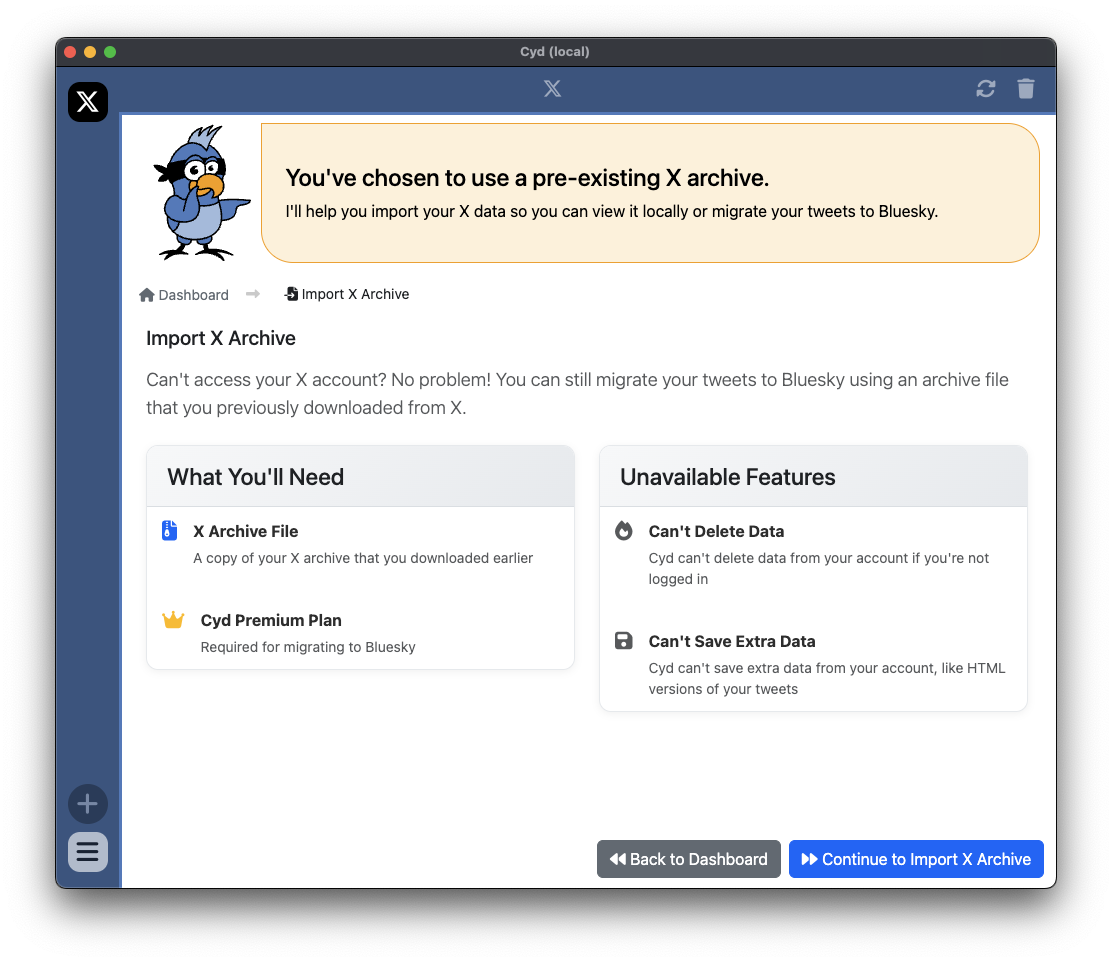 Cyd (local)
You've chosen to use a pre-existing X archive.
I'll help you import your X data so you can view it locally or migrate your tweets to Bluesky.
Dashboard
Import X Archive
Import X Archive
Can't access your X account? No problem! You can still migrate your tweets to Bluesky using an archive file
that you previously downloaded from X.
What You'll Need
X Archive File
A copy of your X archive that you downloaded earlier
Cyd Premium Plan
Required for migrating to Bluesky
Unavailable Features
Can't Delete Data
Cyd can't delete data from your account if you're not
logged in
Can't Save Extra Data
Cyd can't save extra data from your account, like HTML
versions of your tweets
Back to Dashboard
Continue to Import X Archive